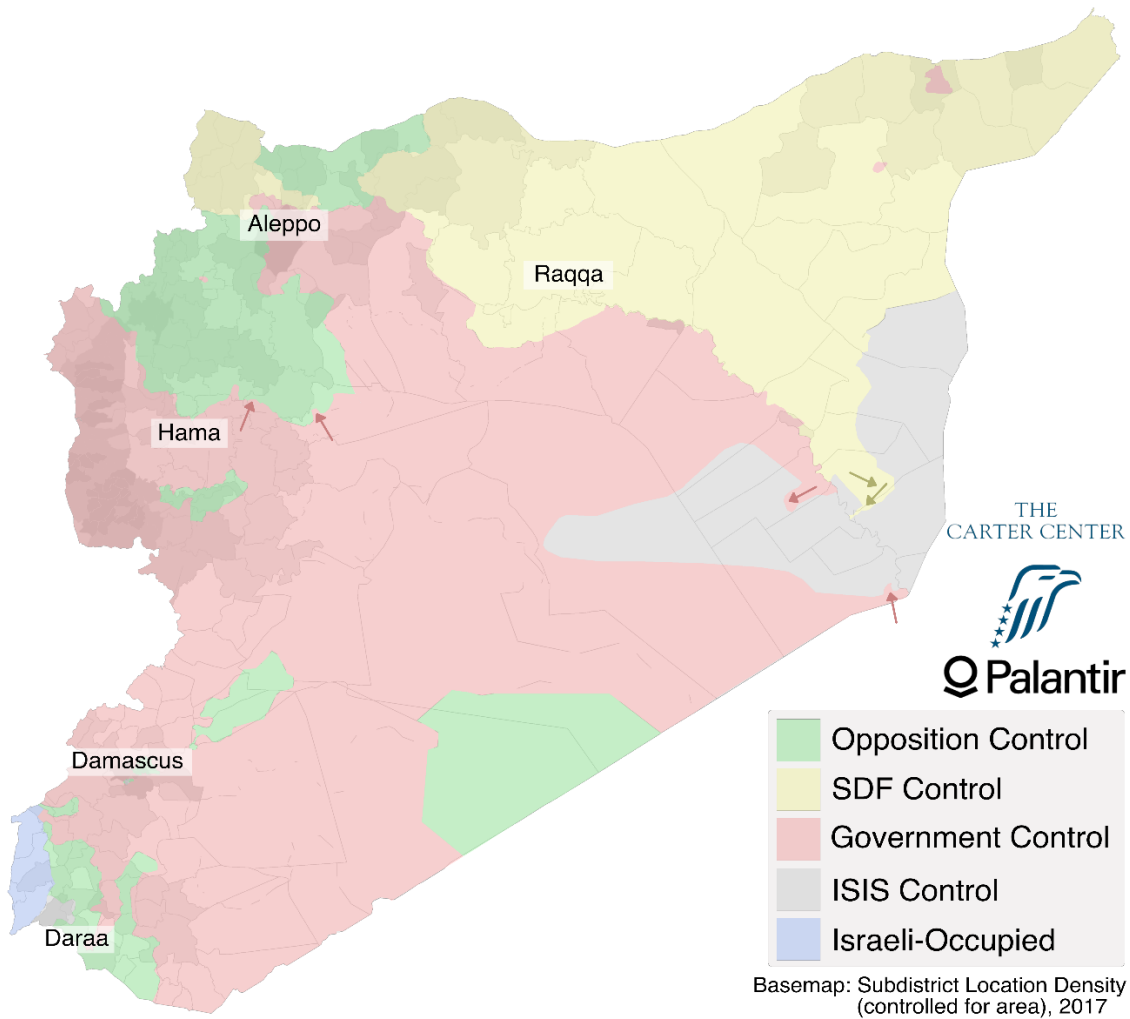 Aleppo
Raqqa
Hama
THE
CARTER CENTER
Palantir
Damascus
Opposition Control
SDF Control
Government Control
ISIS Control
Israeli-Occupied
Daraa
Basemap: Subdistrict Location Density
(controlled for area), 2017